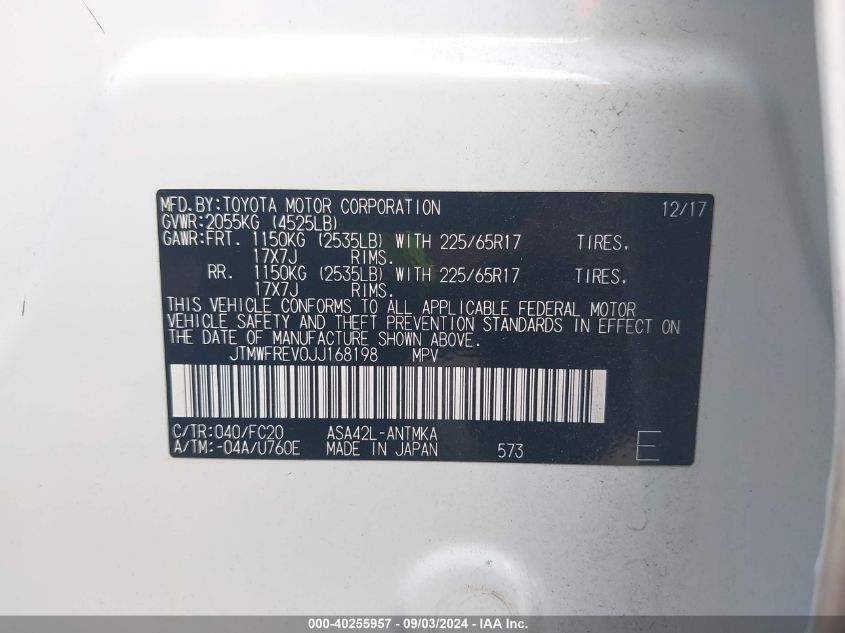 MFD.BY:TOYOTA MOTOR CORPORATION 12/17
GVWR:2055KG (4525LB)
GAWR:FRT. 1150KG (2535LB) WITH 225/65R17 TIRES,
17X7J RIMS.
RR. 1150KG (2535LB) WITH 225/65R17 TIRES,
17X7J RIMS.
THIS VEHICLE CONFORMS TO ALL APPLICABLE FEDERAL MOTOR
VEHICLE SAFETY AND THEFT PREVENTION STANDARDS IN EFFECT ON
THE DATE OF MANUFACTURE SHOWN ABOVE.
JTMWFREV0JJ168198 MPV
C/TR:040/FC20 ASA42L-ANTMKA
A/TM:-04A/U760E MADE IN JAPAN 573 E
000-40255957 - 09/03/2024 - IAA Inc.